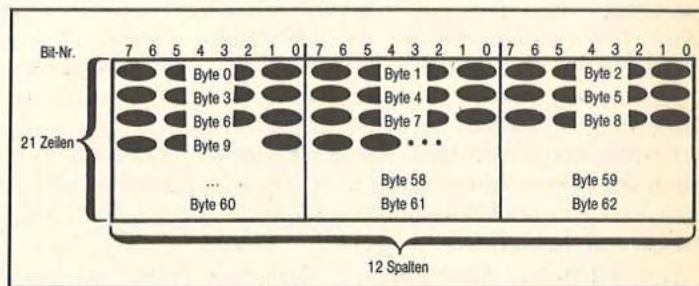 Bit-Nr. 7 6 5 4 3 2 1 0 7 6 5 4 3 2 1 0 7 6 5 4 3 2 1 0
Byte 0 Byte 1 Byte 2
Byte 3 Byte 4 Byte 5
Byte 6 Byte 7 Byte 8
21 Zeilen Byte 9 •••
... Byte 58 Byte 59
Byte 60 Byte 61 Byte 62
12 Spalten